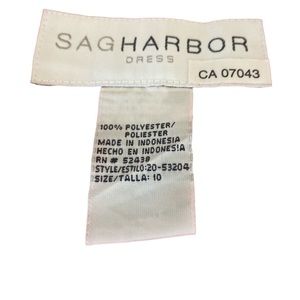 SAGHARBOR
DRESS
CA 07043
100% POLYESTER/
POLIESTER
MADE IN INDONESIA
HECHO EN INDONESIA
RN # 52438
STYLE/ESTILO:20-53204
SIZE/TALLA: 10